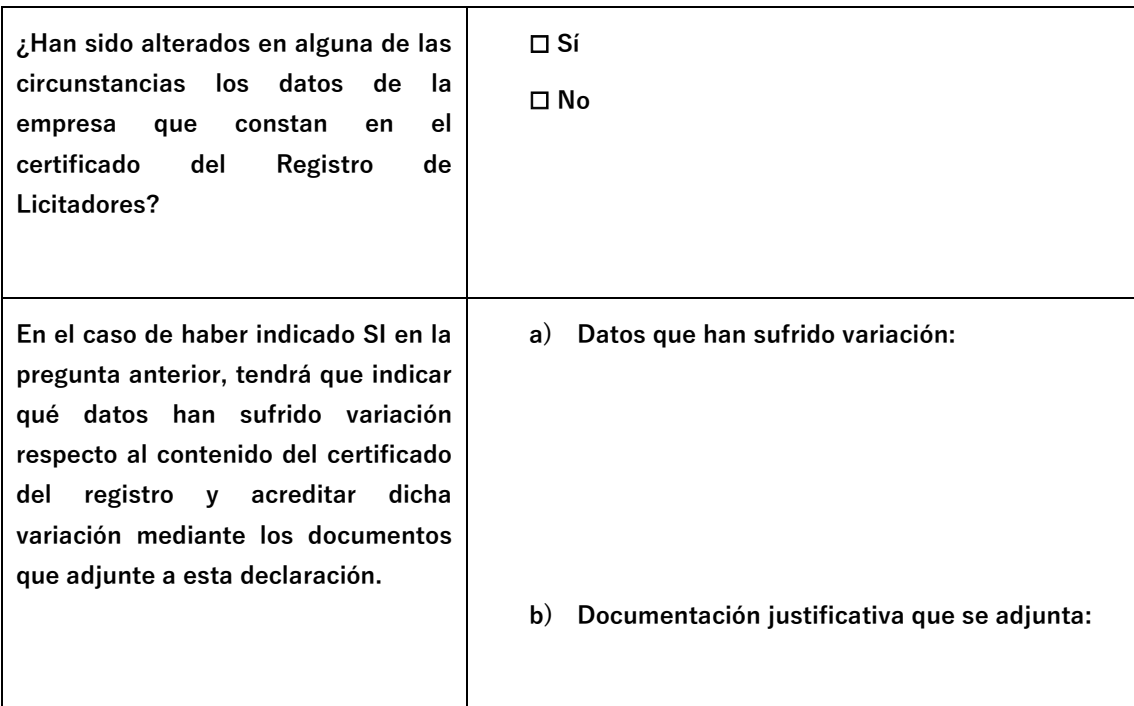 ¿Han sido alterados en alguna de las
circunstancias los datos de la
empresa que constan en el
certificado del Registro de
Licitadores?
☐ Sí
☐ No
En el caso de haber indicado SI en la
pregunta anterior, tendrá que indicar
qué datos han sufrido variación
respecto al contenido del certificado
del registro y acreditar dicha
variación mediante los documentos
que adjunte a esta declaración.
a) Datos que han sufrido variación:
b) Documentación justificativa que se adjunta: